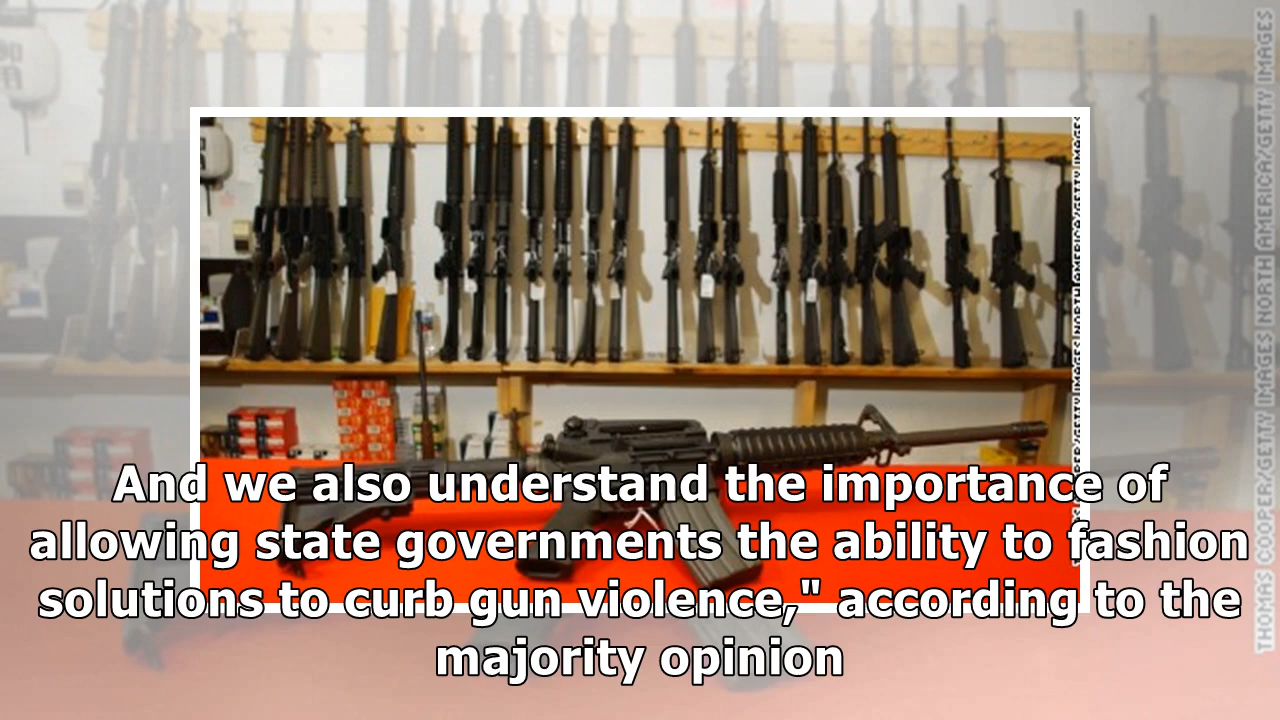 And we also understand the importance of
allowing state governments the ability to fashion
solutions to curb gun violence," according to the
majority opinion
THOMAS COOPER/GETTY IMAGES NORTH AMERICA/GETTY IMAGES